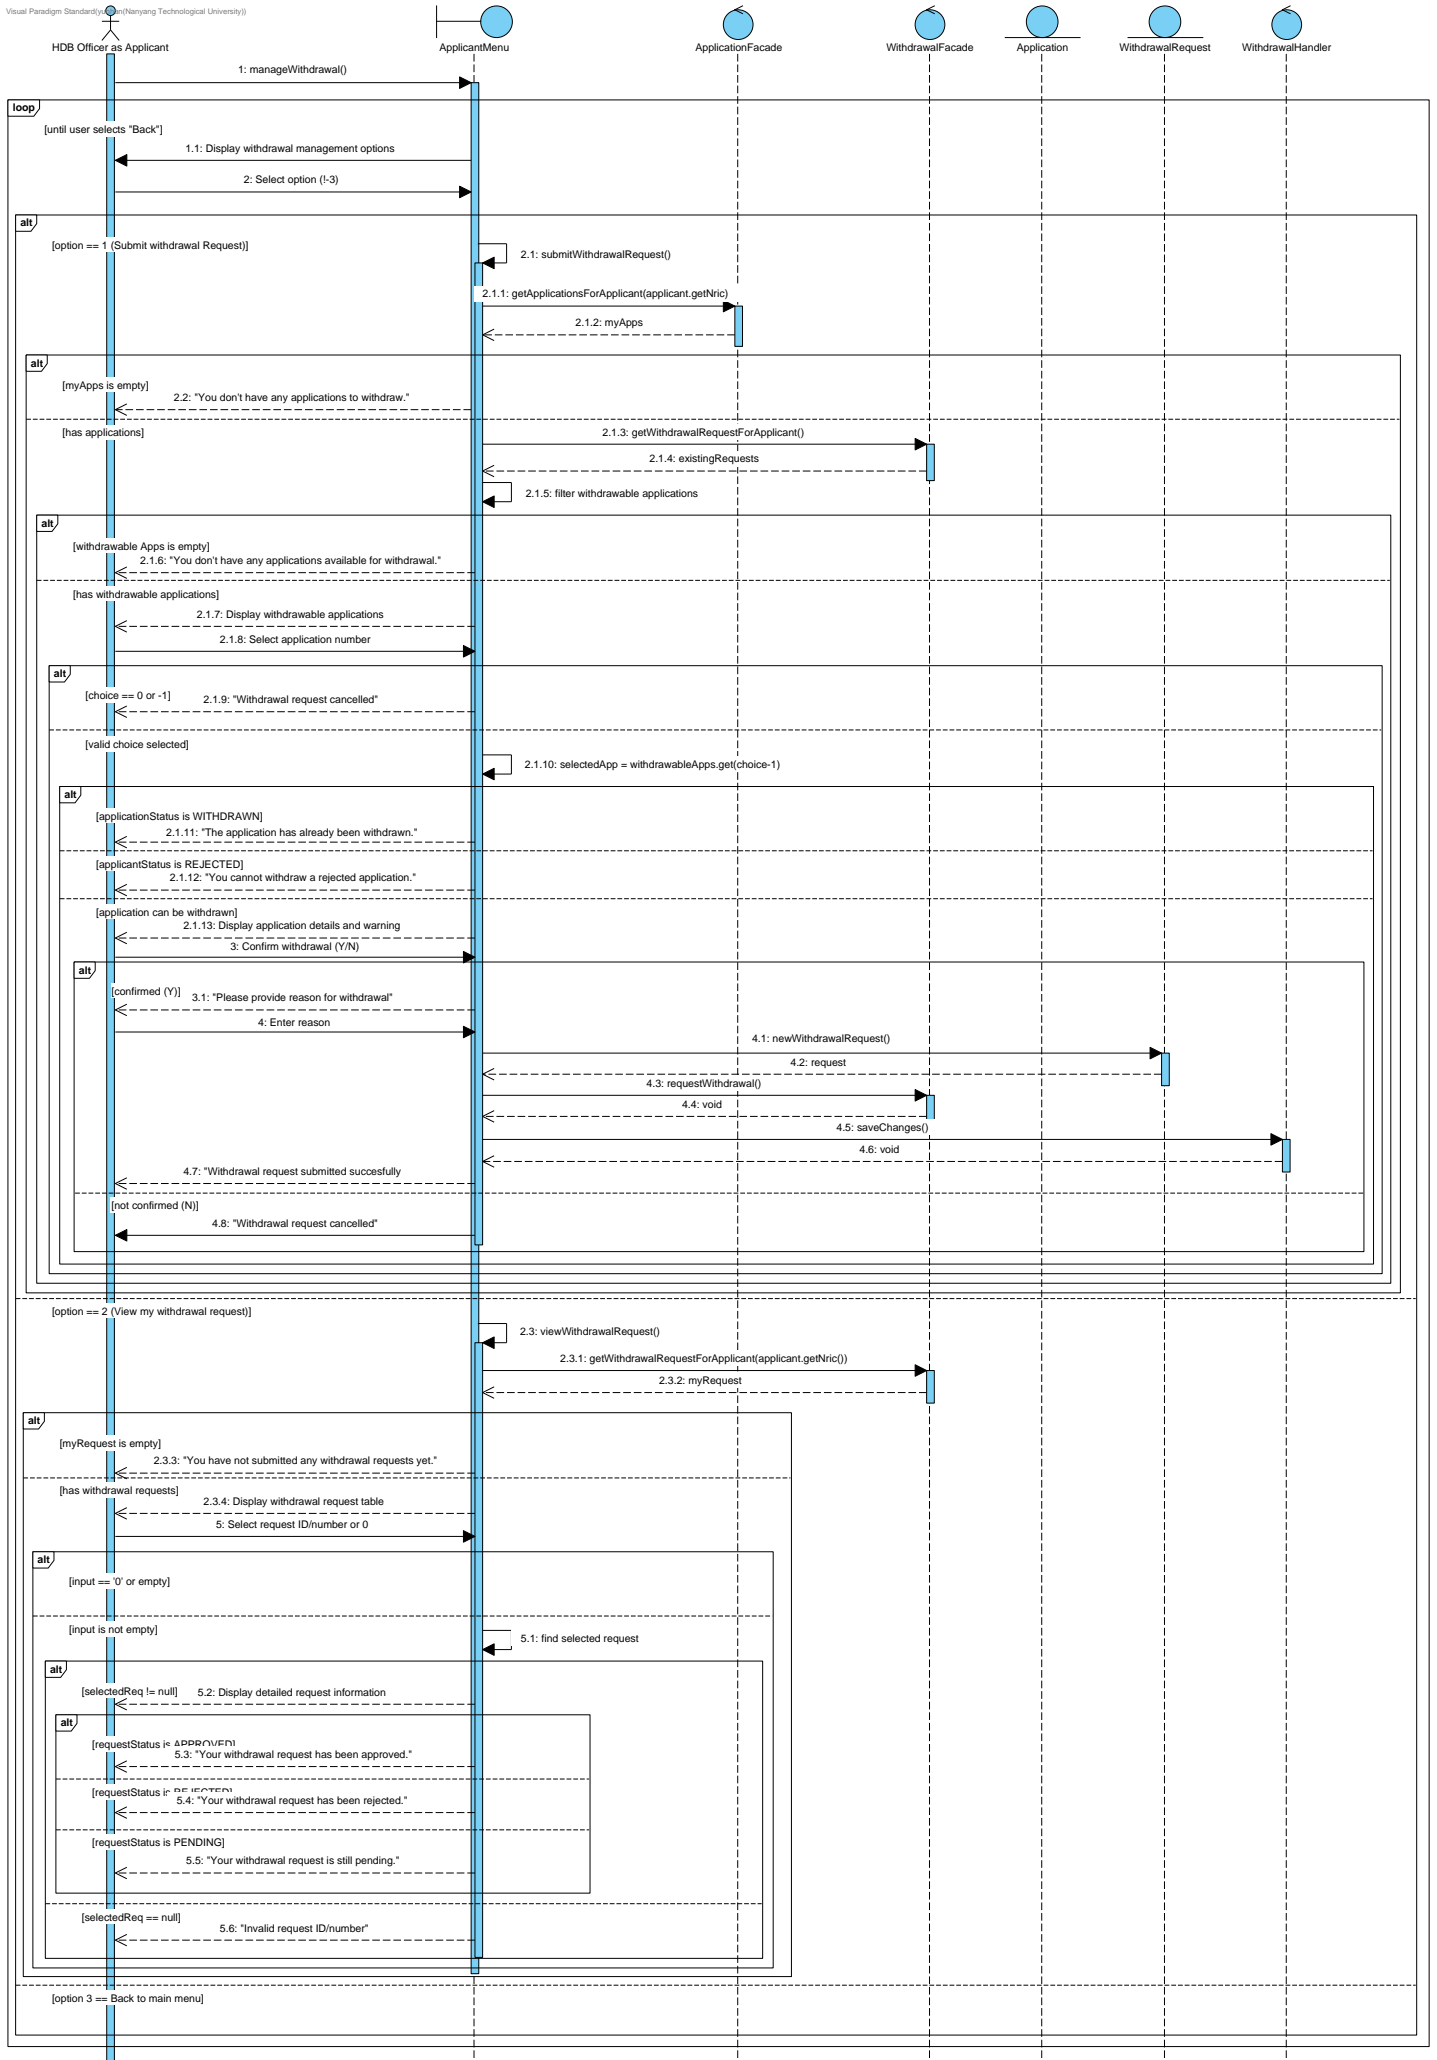 Visual Paradigm Standard(yu an(Nanyang Technological University))
HDB Officer as Applicant
ApplicantMenu
ApplicationFacade
WithdrawalFacade
Application
WithdrawalRequest
WithdrawalHandler
1: manageWithdrawal()
loop
[until user selects "Back"]
1.1: Display withdrawal management options
2: Select option (!-3)
alt
[option == 1 (Submit withdrawal Request)]
2.1: submitWithdrawalRequest()
2.1.1: getApplicationsForApplicant(applicant.getNric)
2.1.2: myApps
alt
[myApps is empty]
2.2: "You don't have any applications to withdraw."
[has applications]
2.1.3: getWithdrawalRequestForApplicant()
2.1.4: existingRequests
2.1.5: filter withdrawable applications
alt
[withdrawable Apps is empty]
2.1.6: "You don't have any applications available for withdrawal."
[has withdrawable applications]
2.1.7: Display withdrawable applications
2.1.8: Select application number
alt
[choice == 0 or -1]
2.1.9: "Withdrawal request cancelled"
[valid choice selected]
2.1.10: selectedApp = withdrawableApps.get(choice-1)
alt
[applicationStatus is WITHDRAWN]
2.1.11: "The application has already been withdrawn."
[applicantStatus is REJECTED]
2.1.12: "You cannot withdraw a rejected application."
[application can be withdrawn]
2.1.13: Display application details and warning
3: Confirm withdrawal (Y/N)
alt
[confirmed (Y)]
3.1: "Please provide reason for withdrawal"
4: Enter reason
4.1: newWithdrawalRequest()
4.2: request
4.3: requestWithdrawal()
4.4: void
4.5: saveChanges()
4.6: void
4.7: "Withdrawal request submitted succesfully
[not confirmed (N)]
4.8: "Withdrawal request cancelled"
[option == 2 (View my withdrawal request)]
2.3: viewWithdrawalRequest()
2.3.1: getWithdrawalRequestForApplicant(applicant.getNric())
2.3.2: myRequest
alt
[myRequest is empty]
2.3.3: "You have not submitted any withdrawal requests yet."
[has withdrawal requests]
2.3.4: Display withdrawal request table
5: Select request ID/number or 0
alt
[input == '0' or empty]
[input is not empty]
5.1: find selected request
alt
[selectedReq != null]
5.2: Display detailed request information
alt
[requestStatus is APPROVED]
5.3: "Your withdrawal request has been approved."
[requestStatus is REJECTED]
5.4: "Your withdrawal request has been rejected."
[requestStatus is PENDING]
5.5: "Your withdrawal request is still pending."
[selectedReq == null]
5.6: "Invalid request ID/number"
[option 3 == Back to main menu]